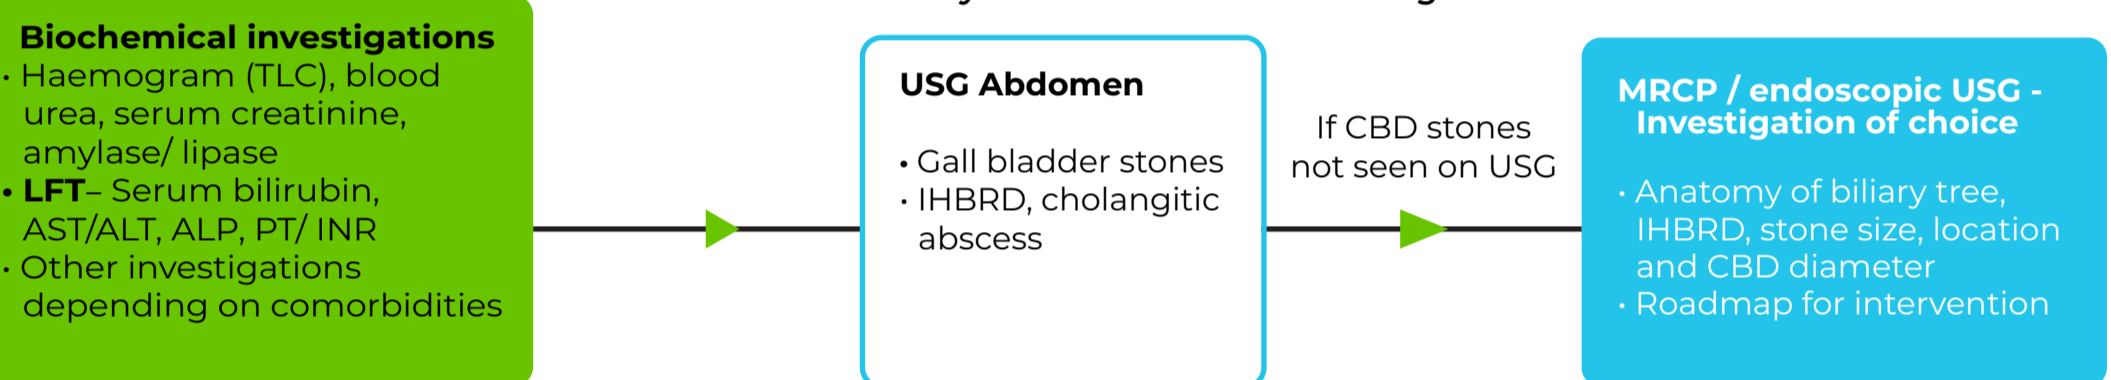 Biochemical investigations
· Haemogram (TLC), blood
urea, serum creatinine,
amylase/ lipase
• LFT– Serum bilirubin,
AST/ALT, ALP, PT/ INR
· Other investigations
depending on comorbidities
USG Abdomen
• Gall bladder stones
· IHBRD, cholangitic
abscess
If CBD stones
not seen on USG
MRCP / endoscopic USG -
Investigation of choice
· Anatomy of biliary tree,
IHBRD, stone size, location
and CBD diameter
· Roadmap for intervention